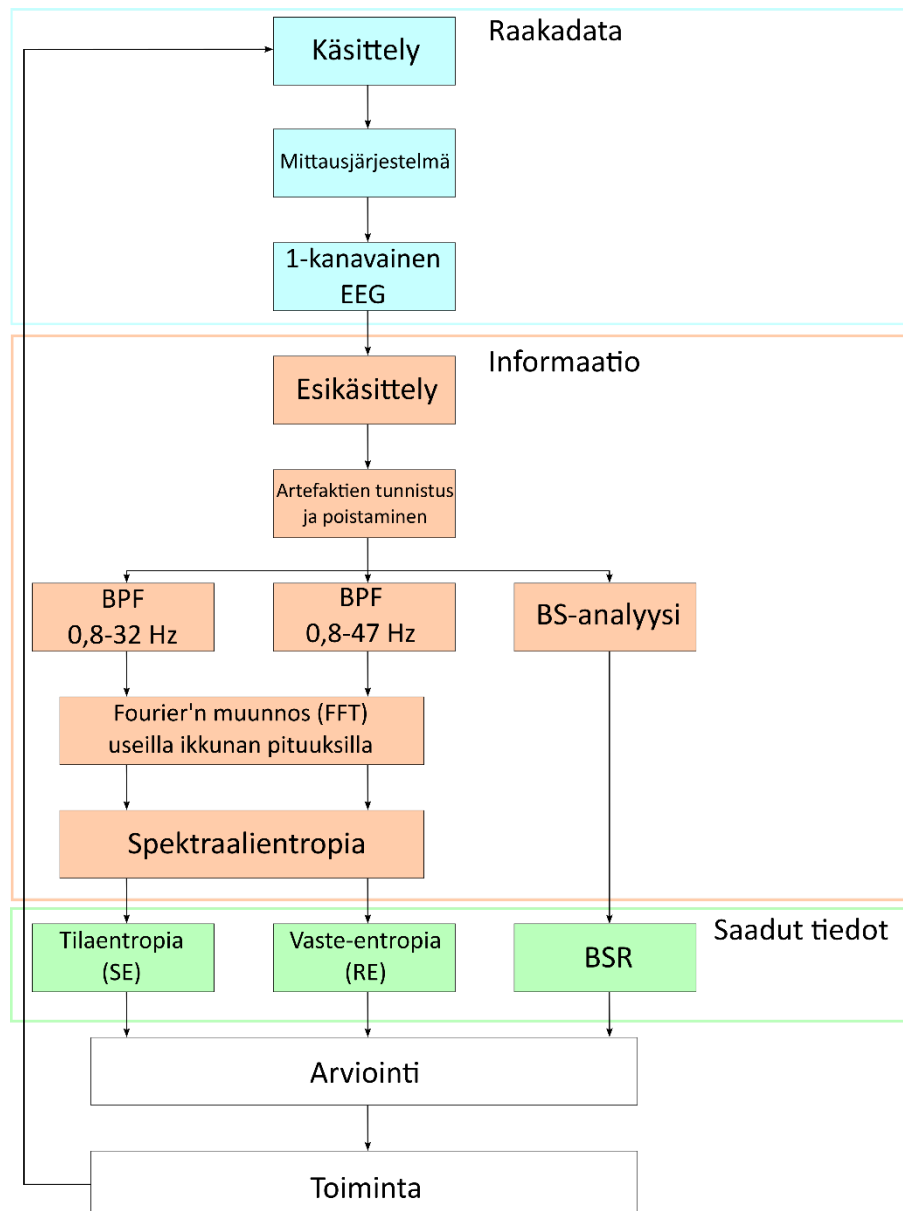 Raakadata
Käsittely
Mittausjärjestelmä
1-kanavainen
EEG
Informaatio
Esikäsittely
Artefaktien tunnistus
ja poistaminen
BPF
0,8-32 Hz
BPF
0,8-47 Hz
BS-analyysi
Fourier'n muunnos (FFT)
useilla ikkunan pituuksilla
Spektraalientropia
Saadut tiedot
Tilaentropia
(SE)
Vaste-entropia
(RE)
BSR
Arviointi
Toiminta